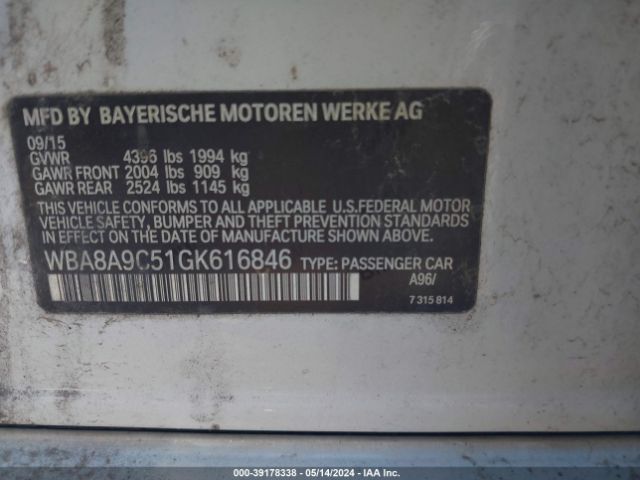 MFD BY BAYERISCHE MOTOREN WERKE AG
09/15
GVWR 4396 lbs 1994 kg
GAWR FRONT 2004 lbs 909 kg
GAWR REAR 2524 lbs 1145 kg
THIS VEHICLE CONFORMS TO ALL APPLICABLE U.S.FEDERAL MOTOR
VEHICLE SAFETY, BUMPER AND THEFT PREVENTION STANDARDS
IN EFFECT ON THE DATE OF MANUFACTURE SHOWN ABOVE.
WBA8A9C51GK616846 TYPE: PASSENGER CAR
A96/
7 315 814
000-39178338 - 05/14/2024 - IAA Inc.